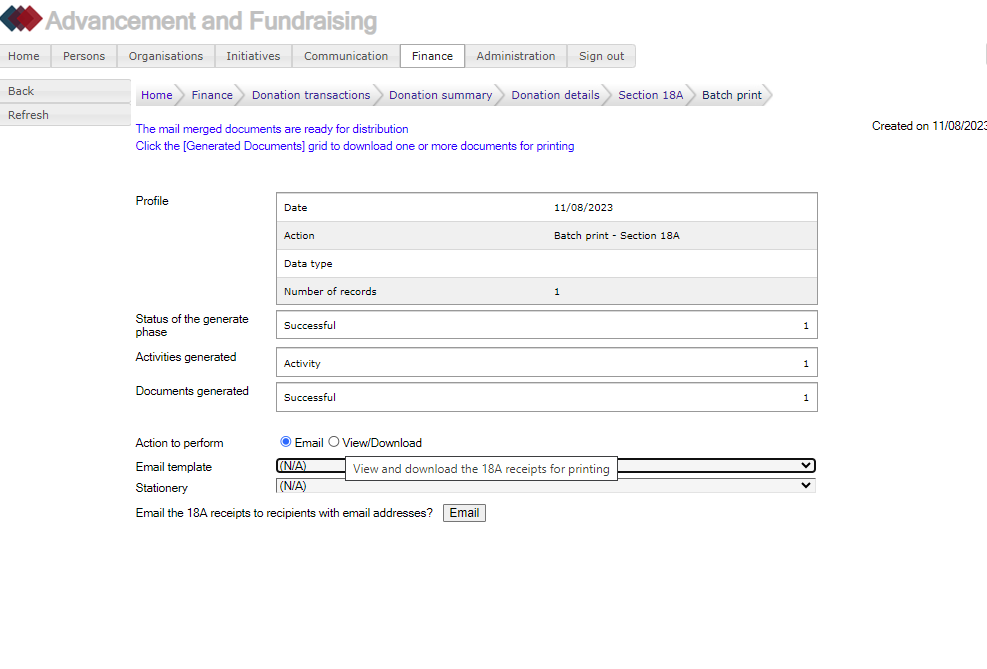 Advancement and Fundraising
Home Persons Organisations Initiatives Communication Finance Administration Sign out
Back
Refresh
Home Finance Donation transactions Donation summary Donation details Section 18A Batch print
The mail merged documents are ready for distribution
Created on 11/08/2023
Click the [Generated Documents] grid to download one or more documents for printing
Profile
Date 11/08/2023
Action Batch print - Section 18A
Data type
Number of records 1
Status of the generate
phase
Successful 1
Activities generated
Activity 1
Documents generated
Successful 1
Action to perform Email View/Download
Email template (N/A)
View and download the 18A receipts for printing
Stationery (N/A)
Email the 18A receipts to recipients with email addresses? Email